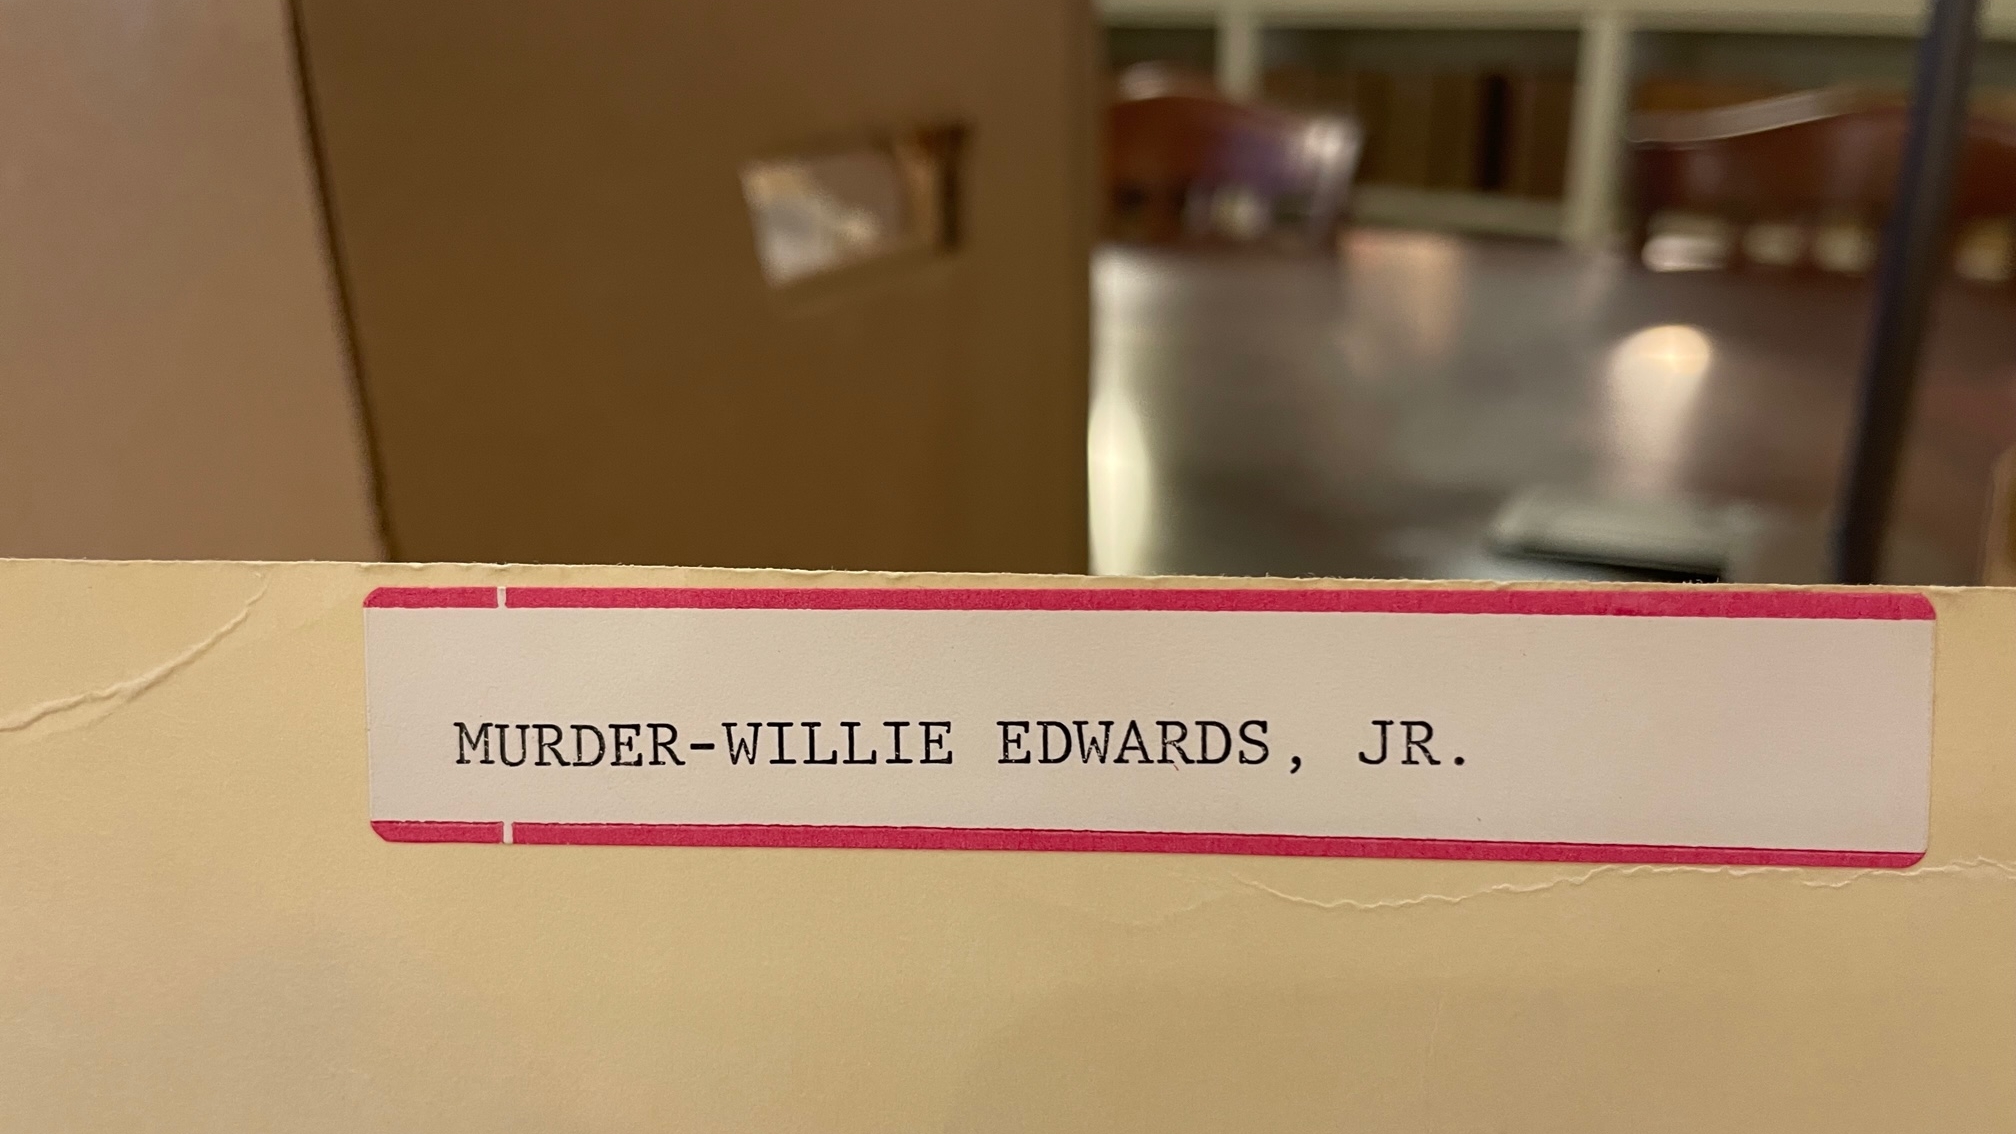 MURDER-WILLIE EDWARDS, JR.